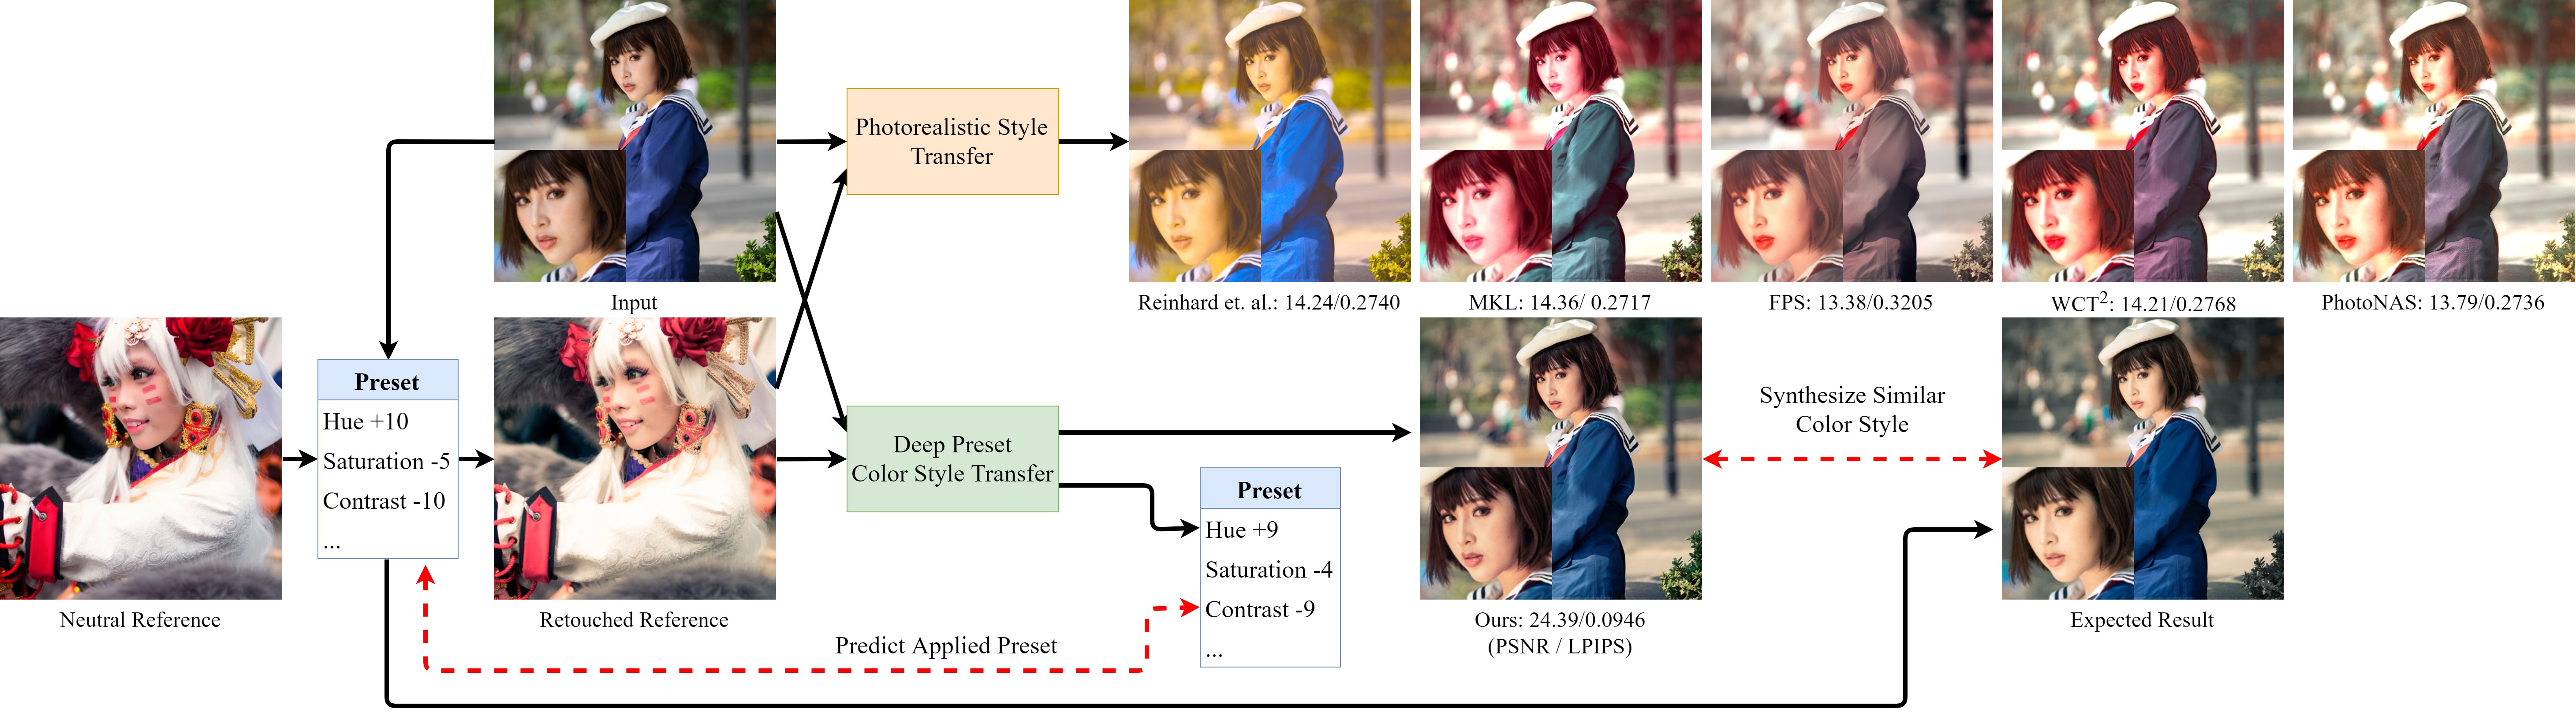 Photorealistic Style
Transfer
Input
Reinhard et. al.: 14.24/0.2740
MKL: 14.36/ 0.2717
FPS: 13.38/0.3205
WCT²: 14.21/0.2768
PhotoNAS: 13.79/0.2736
Preset
Hue +10
Saturation -5
Contrast -10
...
Deep Preset
Color Style Transfer
Synthesize Similar
Color Style
Preset
Hue +9
Saturation -4
Contrast -9
...
Neutral Reference
Retouched Reference
Predict Applied Preset
Ours: 24.39/0.0946
(PSNR / LPIPS)
Expected Result